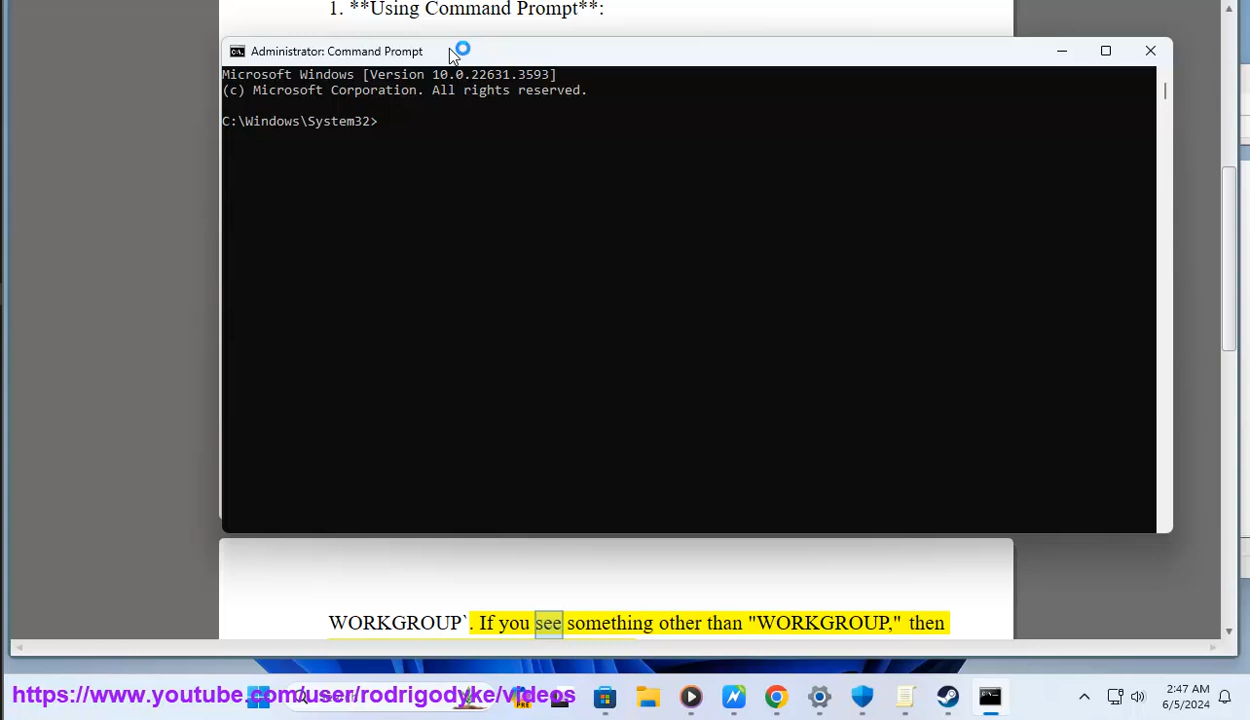 1. **Using Command Prompt**:
Administrator: Command Prompt
Microsoft Windows [Version 10.0.22631.3593]
(c) Microsoft Corporation. All rights reserved.
C:\Windows\System32>
WORKGROUP`. If you see something other than "WORKGROUP," then
https://www.youtube.com/user/rodrigodyke/videos
PRE
2:47 AM
6/5/2024